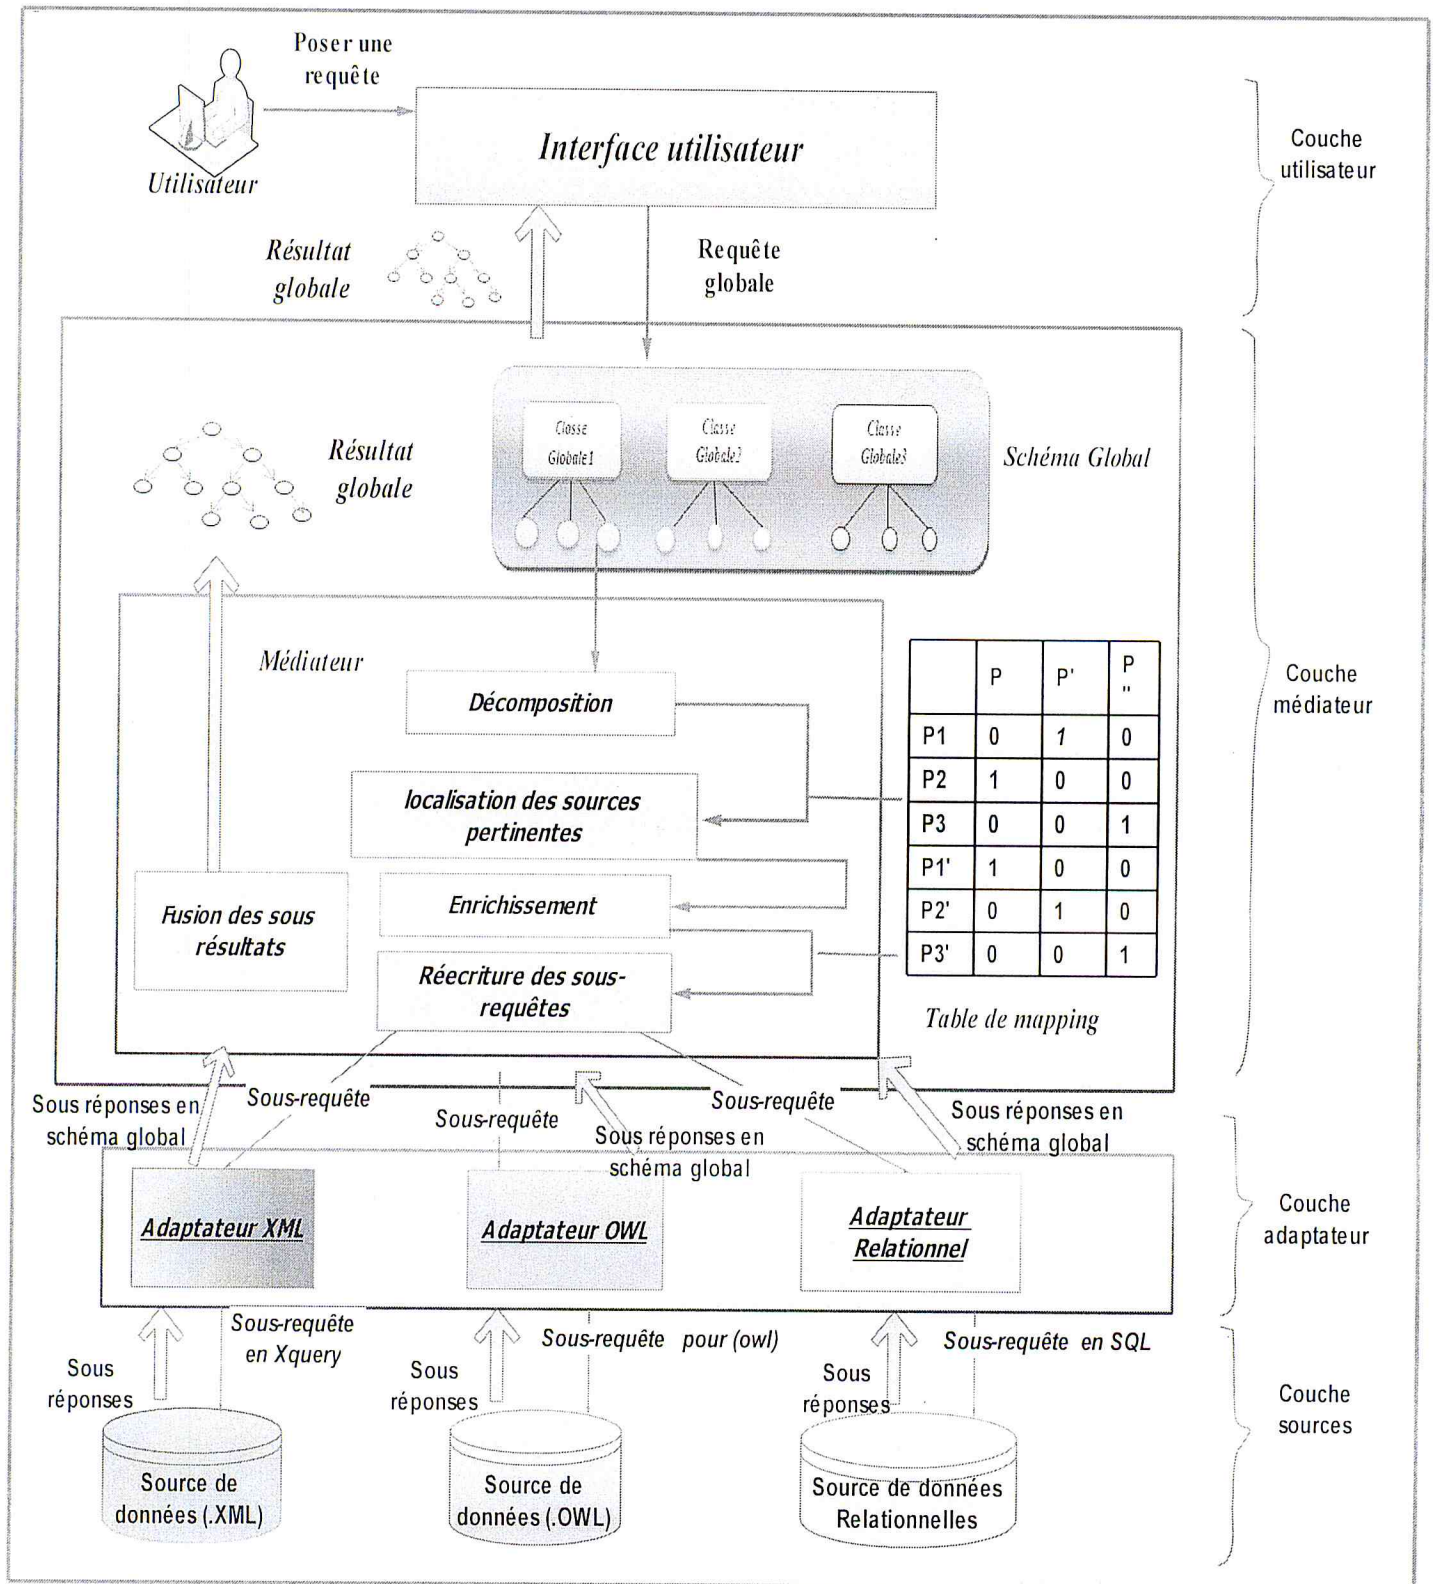 Poser une
requête
Interface utilisateur
Utilisateur
Couche
utilisateur
Résultat
globale
Requête
globale
Classe
Globale1
Classe
Globale2
Classe
Globale3
Schéma Global
Résultat
globale
Médiateur
Décomposition
localisation des sources
pertinentes
Enrichissement
Fusion des sous
résultats
Réecriture des sous-
requêtes
P P' P
"
P1 0 1 0
P2 1 0 0
P3 0 0 1
P1' 1 0 0
P2' 0 1 0
P3' 0 0 1
Table de mapping
Couche
médiateur
Sous réponses en
schéma global
Sous-requête
Sous-requête
Sous réponses en
schéma global
Sous-requête
Sous réponses en
schéma global
Adaptateur XML
Adaptateur OWL
Adaptateur
Relationnel
Couche
adaptateur
Sous-requête
en Xquery
Sous-requête pour (owl)
Sous-requête en SQL
Sous
réponses
Sous
réponses
Sous
réponses
Couche
sources
Source de
données (.XML)
Source de
données (.OWL)
Source de données
Relationnelles